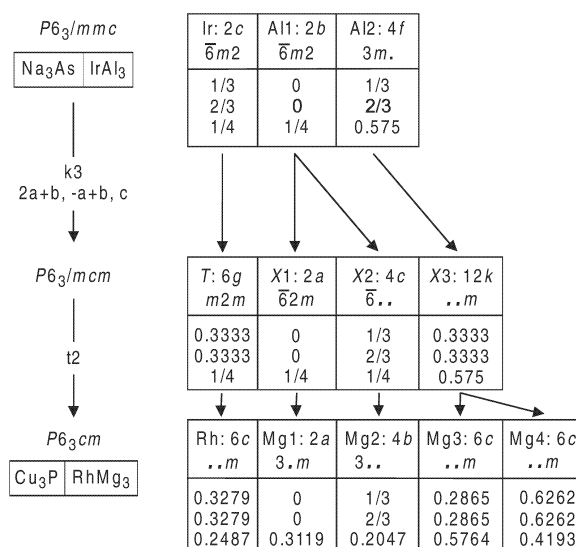 P6₃/mmc
Na₃As IrAl₃
k3
2a+b, -a+b, c
P6₃/mcm
t2
P6₃cm
Cu₃P RhMg₃
Ir: 2c Al1: 2b Al2: 4f
6̅m2 6̅m2 3m.
1/3 0 1/3
2/3 0 2/3
1/4 1/4 0.575
T: 6g X1: 2a X2: 4c X3: 12k
m2m 6̅2m 6̅.. ..m
0.3333 0 1/3 0.3333
0.3333 0 2/3 0.3333
1/4 1/4 1/4 0.575
Rh: 6c Mg1: 2a Mg2: 4b Mg3: 6c Mg4: 6c
..m 3.m 3.. ..m ..m
0.3279 0 1/3 0.2865 0.6262
0.3279 0 2/3 0.2865 0.6262
0.2487 0.3119 0.2047 0.5764 0.4193